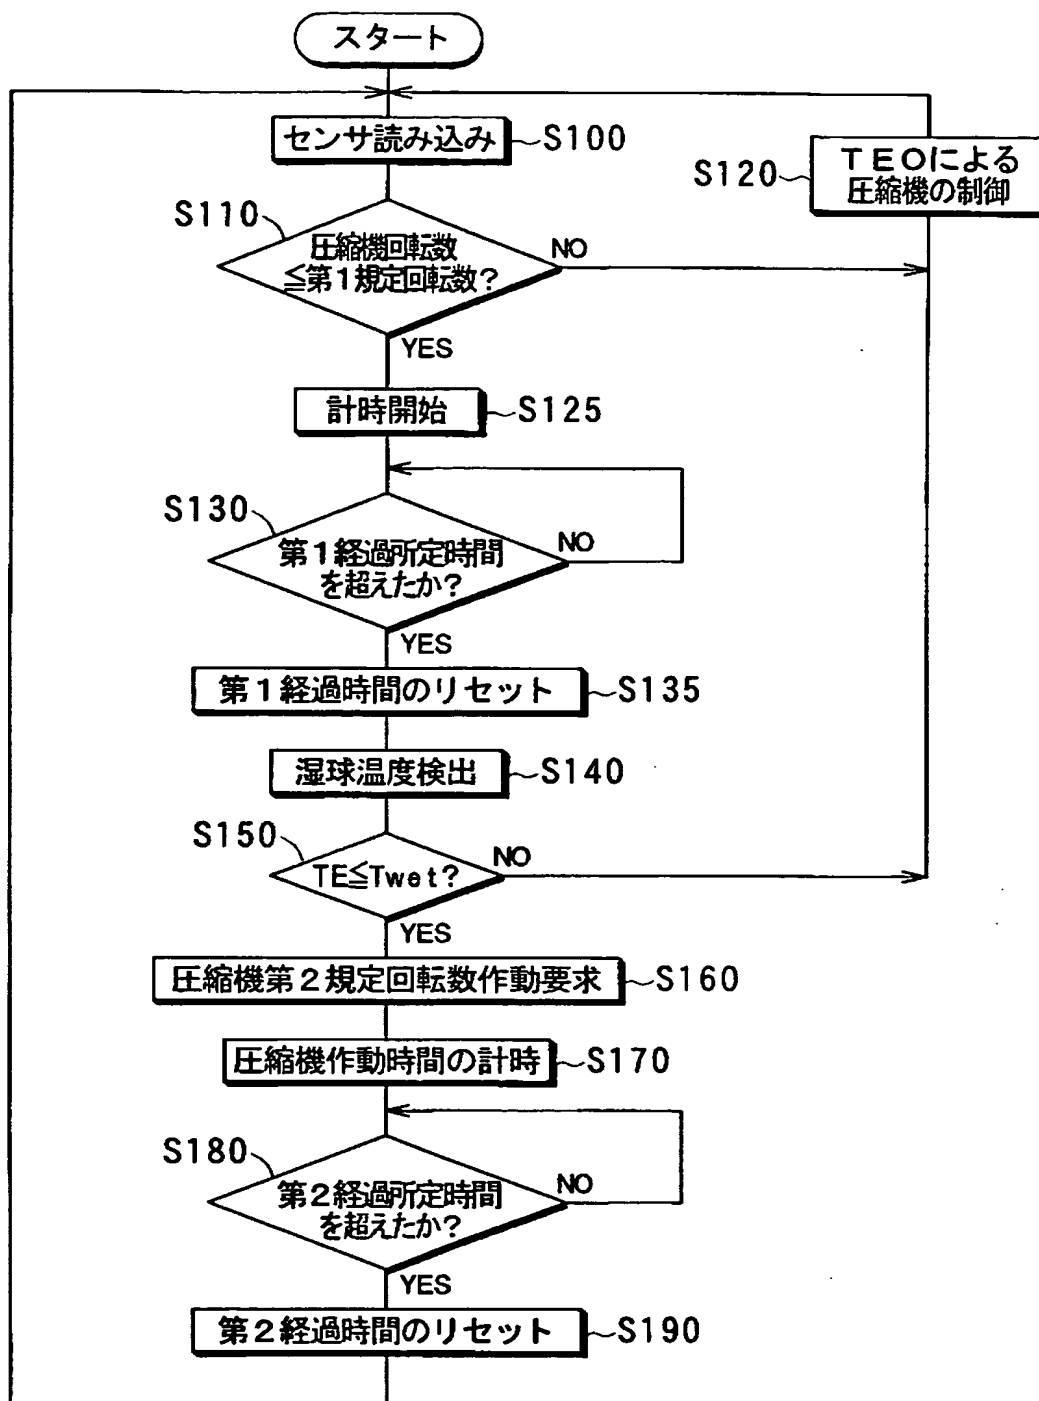 スタート
センサ読み込み
S100
TEOによる
圧縮機の制御
S120
S110
圧縮機回転数
≦第1規定回転数?
NO
YES
計時開始
S125
S130
第1経過所定時間
を超えたか?
NO
YES
第1経過時間のリセット
S135
湿球温度検出
S140
S150
TE≦Twet?
NO
YES
圧縮機第2規定回転数作動要求
S160
圧縮機作動時間の計時
S170
S180
第2経過所定時間
を超えたか?
NO
YES
第2経過時間のリセット
S190